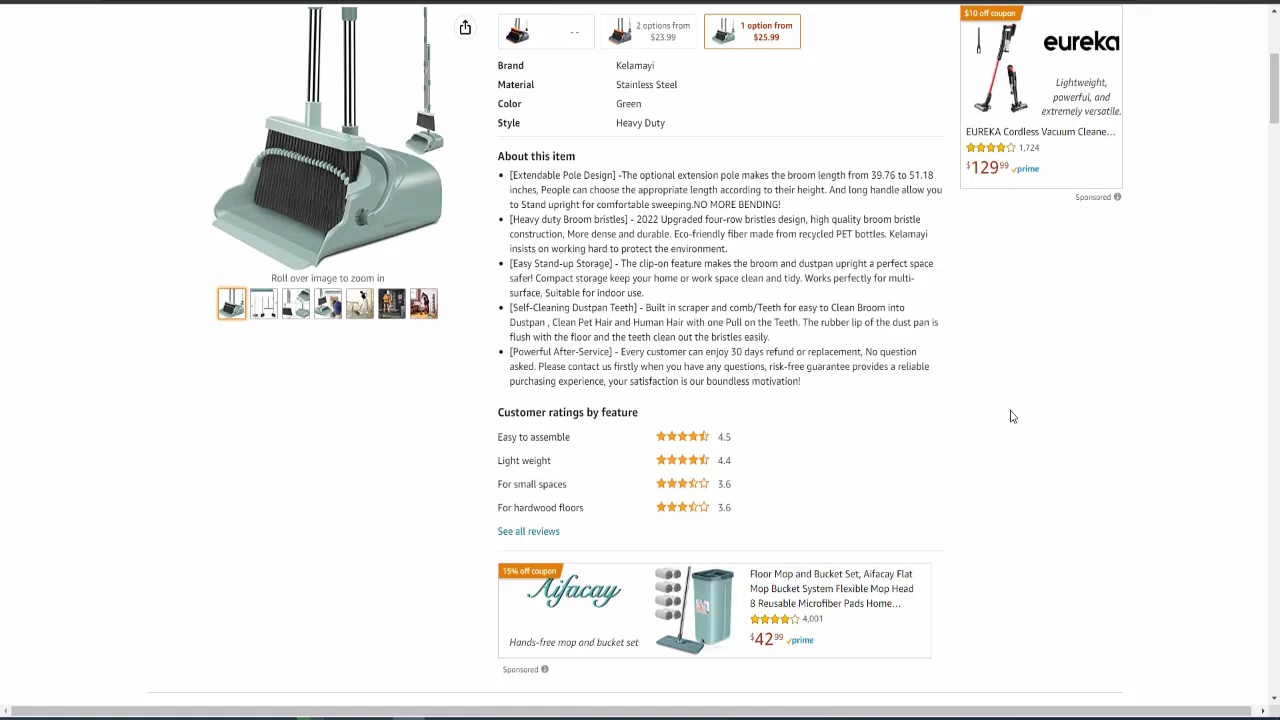 $10 off coupon
eureka
Lightweight,
powerful, and
extremely versatile.
EUREKA Cordless Vacuum Cleane...
1,724
$129 99 prime
Sponsored
--
2 options from
$23.99
1 option from
$25.99
Brand Kelamayi
Material Stainless Steel
Color Green
Style Heavy Duty
About this item
[Extendable Pole Design] -The optional extension pole makes the broom length from 39.76 to 51.18
inches, People can choose the appropriate length according to their height. And long handle allow you
to Stand upright for comfortable sweeping.NO MORE BENDING!
[Heavy duty Broom bristles] - 2022 Upgraded four-row bristles design, high quality broom bristle
construction, More dense and durable. Eco-friendly fiber made from recycled PET bottles. Kelamayi
insists on working hard to protect the environment.
[Easy Stand-up Storage] - The clip-on feature makes the broom and dustpan upright a perfect space
safer! Compact storage keep your home or work space clean and tidy. Works perfectly for multi-
surface, Suitable for indoor use.
[Self-Cleaning Dustpan Teeth] - Built in scraper and comb/Teeth for easy to Clean Broom into
Dustpan , Clean Pet Hair and Human Hair with one Pull on the Teeth. The rubber lip of the dust pan is
flush with the floor and the teeth clean out the bristles easily.
[Powerful After-Service] - Every customer can enjoy 30 days refund or replacement, No question
asked. Please contact us firstly when you have any questions, risk-free guarantee provides a reliable
purchasing experience, your satisfaction is our boundless motivation!
Roll over image to zoom in
Customer ratings by feature
Easy to assemble 4.5
Light weight 4.4
For small spaces 3.6
For hardwood floors 3.6
See all reviews
15% off coupon
Aifacay
Hands-free mop and bucket set
Floor Mop and Bucket Set, Aifacay Flat
Mop Bucket System Flexible Mop Head
8 Reusable Microfiber Pads Home...
4,001
$42 99 prime
Sponsored